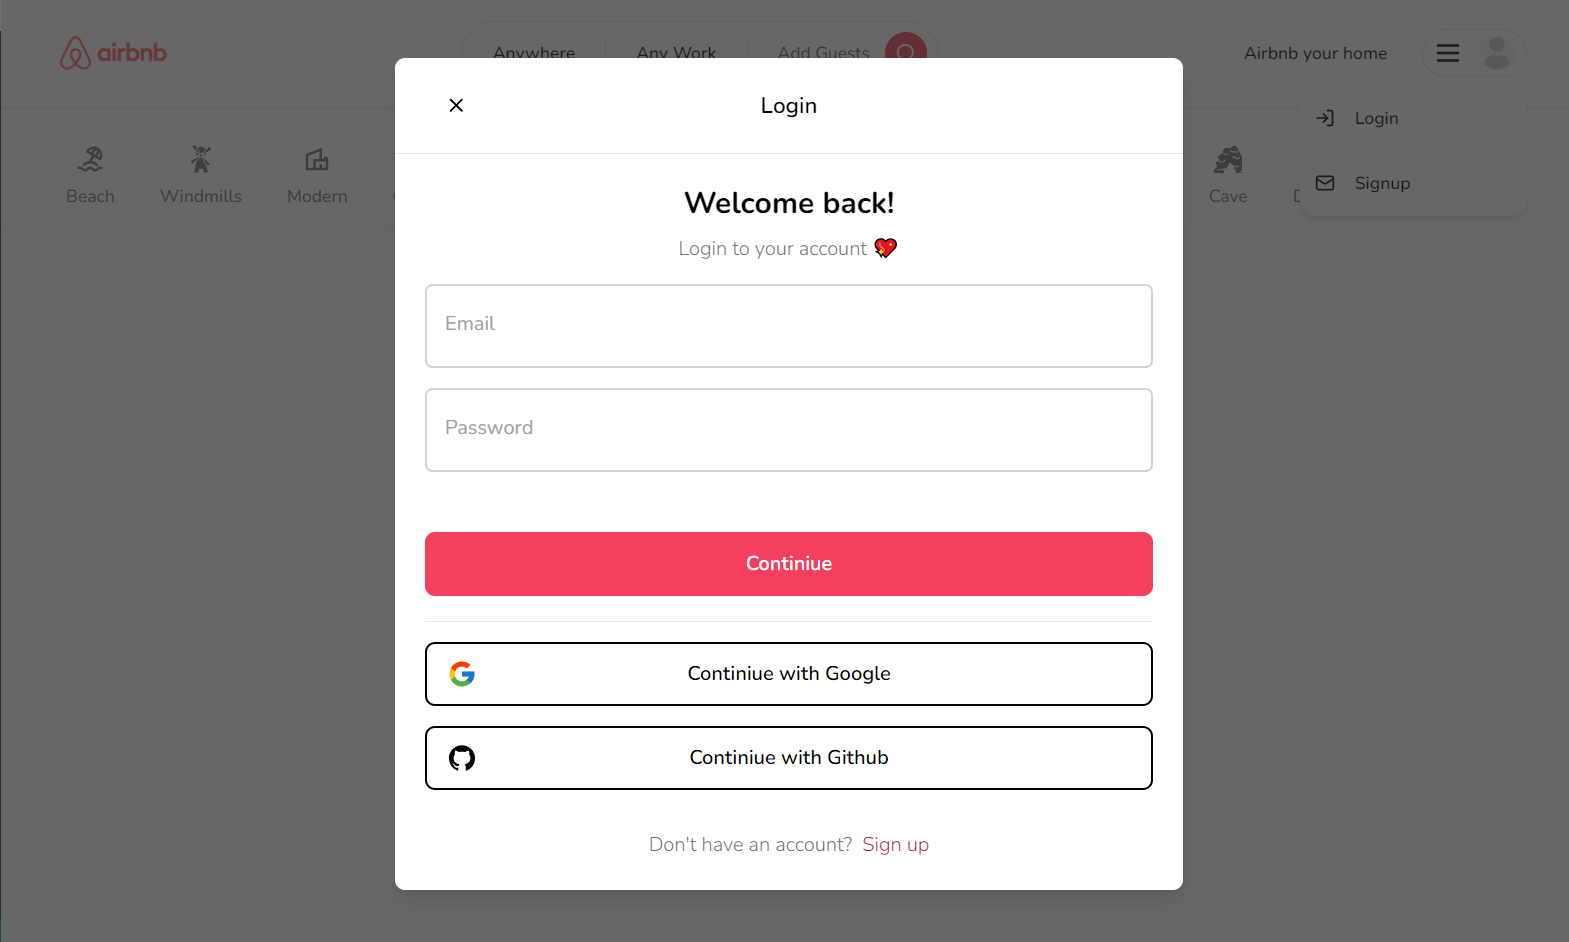 airbnb
Anywhere
Any Work
Add Guests
Airbnb your home
Login
Login
Signup
Beach
Windmills
Modern
Cave
Welcome back!
Login to your account 💖
Email
Password
Continiue
Continiue with Google
Continiue with Github
Don't have an account? Sign up